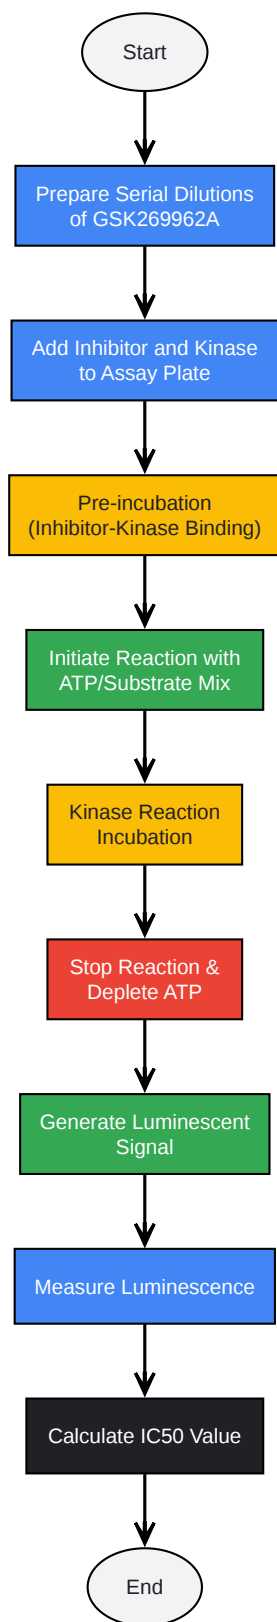 Start
Prepare Serial Dilutions
of GSK269962A
Add Inhibitor and Kinase
to Assay Plate
Pre-incubation
(Inhibitor-Kinase Binding)
Initiate Reaction with
ATP/Substrate Mix
Kinase Reaction
Incubation
Stop Reaction &
Deplete ATP
Generate Luminescent
Signal
Measure Luminescence
Calculate IC50 Value
End